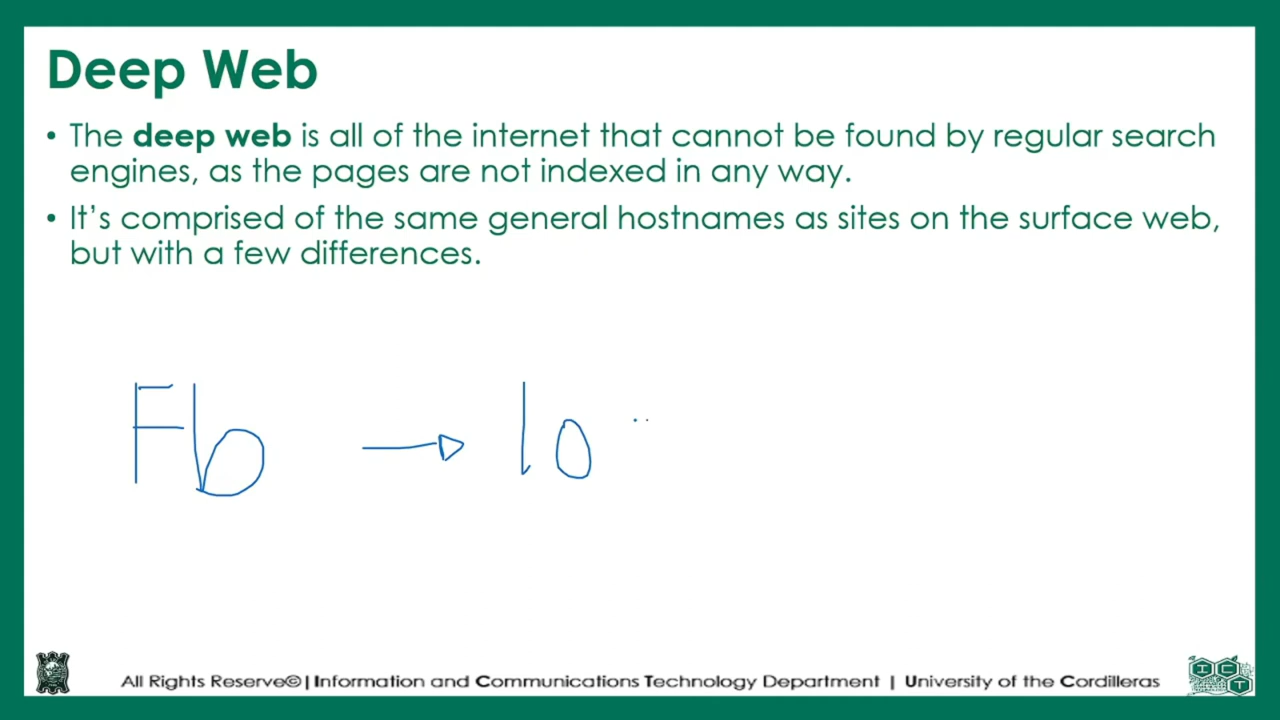 Deep Web
• The deep web is all of the internet that cannot be found by regular search
engines, as the pages are not indexed in any way.
• It's comprised of the same general hostnames as sites on the surface web,
but with a few differences.
Fb → lo
All Rights Reserve©|Information and Communications Technology Department | University of the Cordilleras
ICT